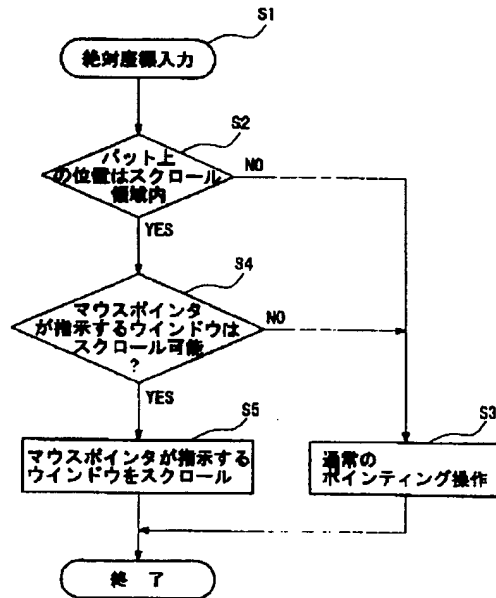 S1
絶対座標入力
S2
パット上
の位置はスクロール
領域内
NO
YES
S4
マウスポインタ
が指示するウインドウは
スクロール可能
?
NO
YES
S5
マウスポインタが指示する
ウインドウをスクロール
S3
通常の
ポインティング操作
終 了